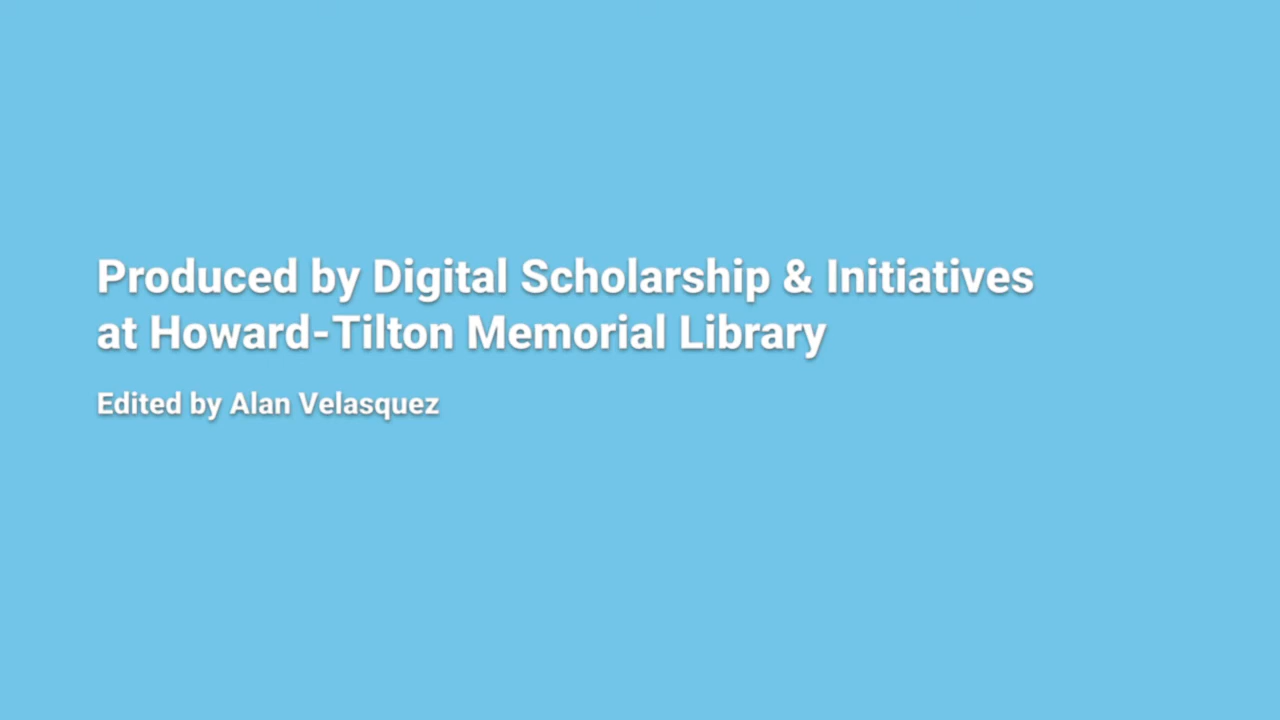 Produced by Digital Scholarship & Initiatives
at Howard-Tilton Memorial Library
Edited by Alan Velasquez